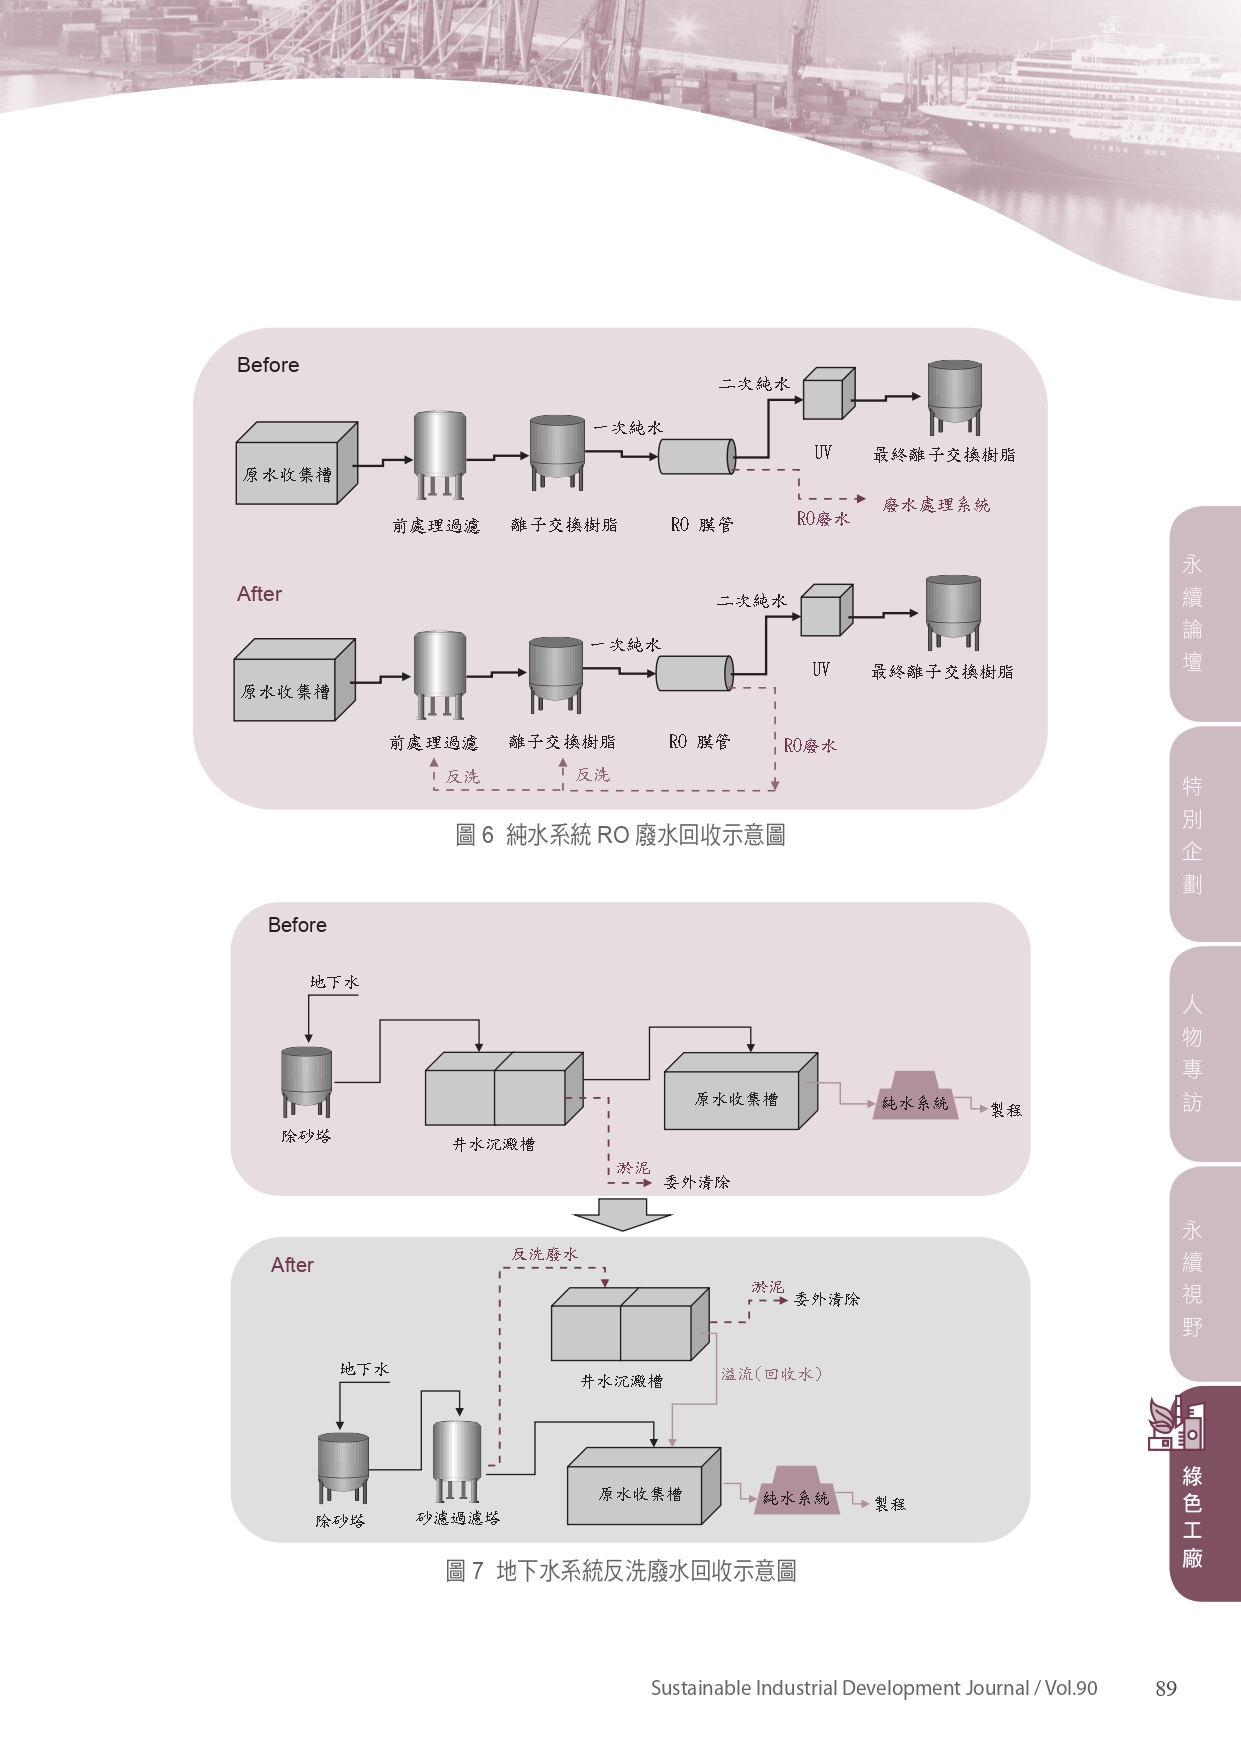 Before
二次純水
一次純水
原水收集槽
UV
最終離子交換樹脂
前處理過濾
離子交換樹脂
RO 膜管
RO廢水
廢水處理系統
After
二次純水
一次純水
原水收集槽
UV
最終離子交換樹脂
前處理過濾
離子交換樹脂
RO 膜管
RO廢水
反洗
反洗
圖 6 純水系統 RO 廢水回收示意圖
Before
地下水
除砂塔
井水沉澱槽
原水收集槽
純水系統
製程
淤泥
委外清除
After
反洗廢水
淤泥
委外清除
井水沉澱槽
溢流(回收水)
地下水
除砂塔
砂濾過濾塔
原水收集槽
純水系統
製程
圖 7 地下水系統反洗廢水回收示意圖
永續論壇
特別企劃
人物專訪
永續視野
綠色工廠
Sustainable Industrial Development Journal / Vol.90
89